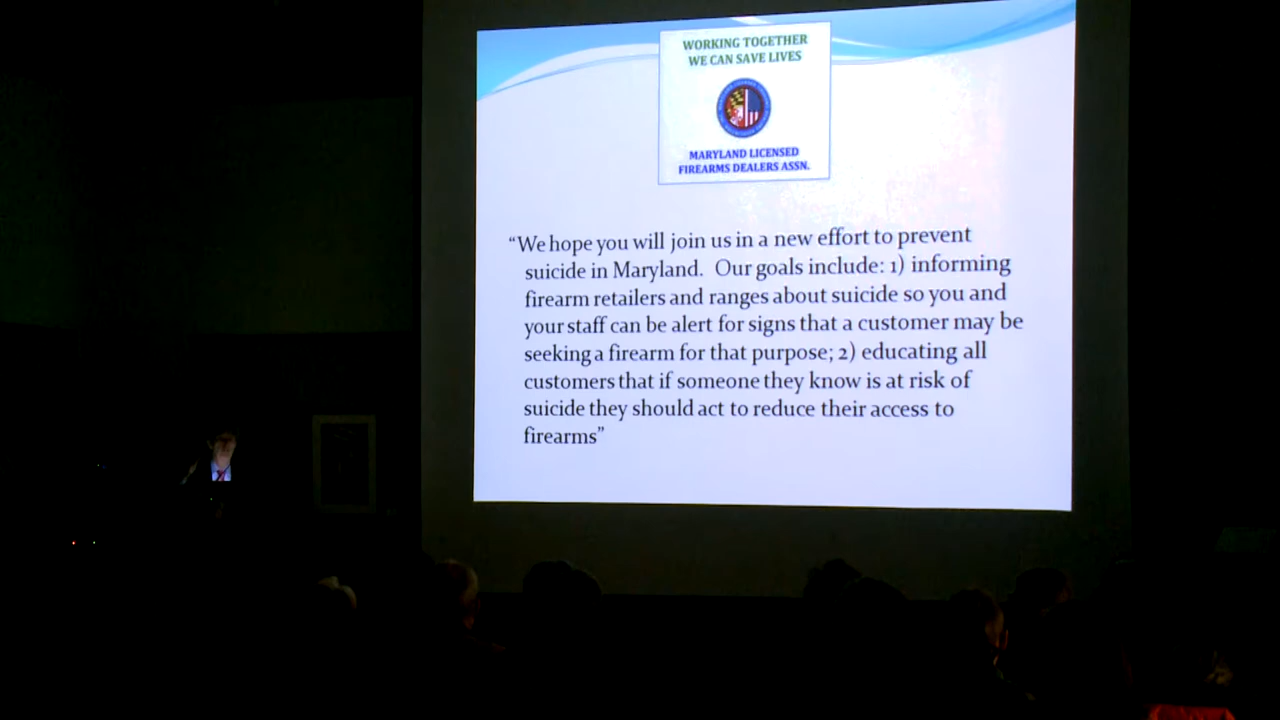 WORKING TOGETHER
WE CAN SAVE LIVES
MARYLAND LICENSED
FIREARMS DEALERS ASSN.
“We hope you will join us in a new effort to prevent
suicide in Maryland. Our goals include: 1) informing
firearm retailers and ranges about suicide so you and
your staff can be alert for signs that a customer may be
seeking a firearm for that purpose; 2) educating all
customers that if someone they know is at risk of
suicide they should act to reduce their access to
firearms”